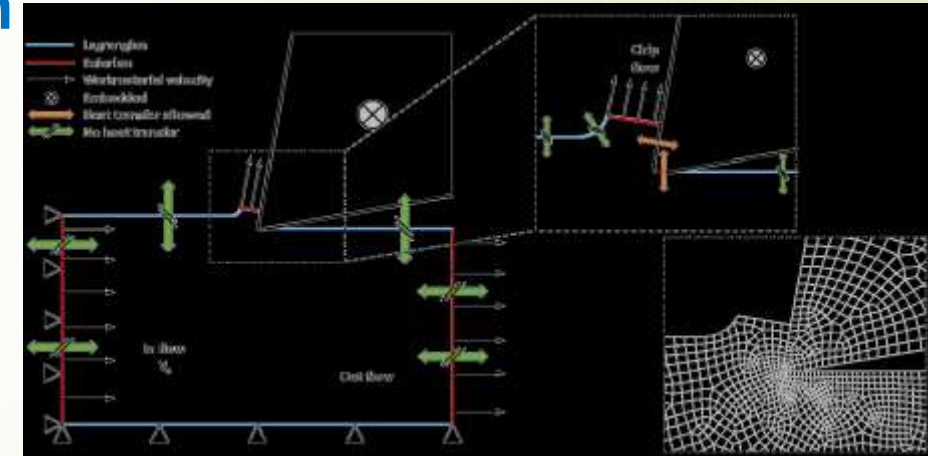 Lagrangian
Eulerian
Workmaterial velocity
Embedded
Heat transfer allowed
No heat transfer
Chip
flow
In flow
Out flow